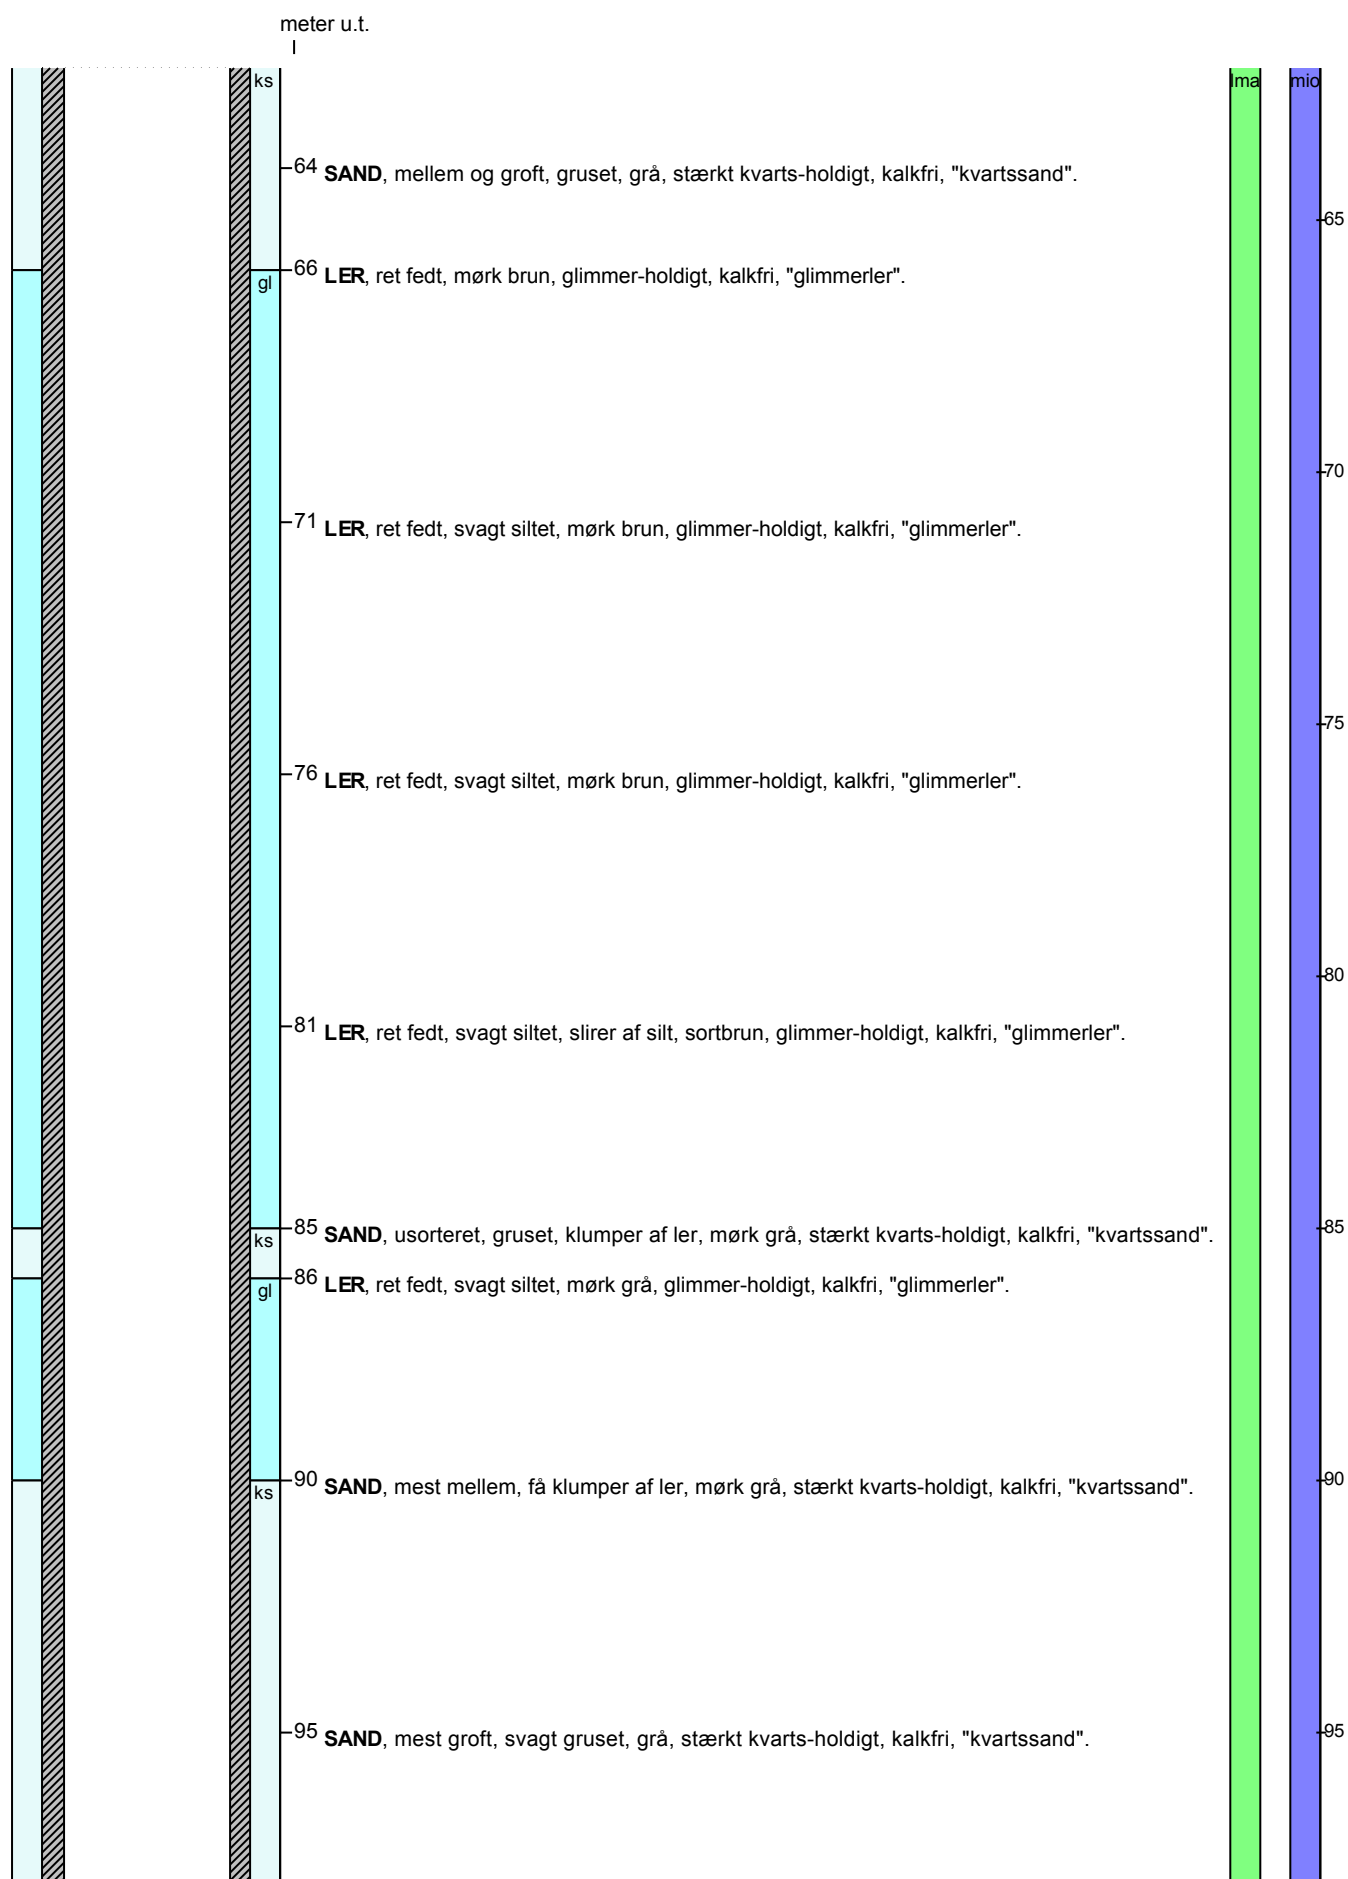 meter u.t.
ks
lma
mio
64 SAND, mellem og groft, gruset, grå, stærkt kvarts-holdigt, kalkfri, "kvartssand".
65
66 LER, ret fedt, mørk brun, glimmer-holdigt, kalkfri, "glimmerler".
gl
70
71 LER, ret fedt, svagt siltet, mørk brun, glimmer-holdigt, kalkfri, "glimmerler".
75
76 LER, ret fedt, svagt siltet, mørk brun, glimmer-holdigt, kalkfri, "glimmerler".
80
81 LER, ret fedt, svagt siltet, slirer af silt, sortbrun, glimmer-holdigt, kalkfri, "glimmerler".
85 SAND, usorteret, gruset, klumper af ler, mørk grå, stærkt kvarts-holdigt, kalkfri, "kvartssand".
85
ks
86 LER, ret fedt, svagt siltet, mørk grå, glimmer-holdigt, kalkfri, "glimmerler".
gl
90 SAND, mest mellem, få klumper af ler, mørk grå, stærkt kvarts-holdigt, kalkfri, "kvartssand".
90
ks
95 SAND, mest groft, svagt gruset, grå, stærkt kvarts-holdigt, kalkfri, "kvartssand".
95